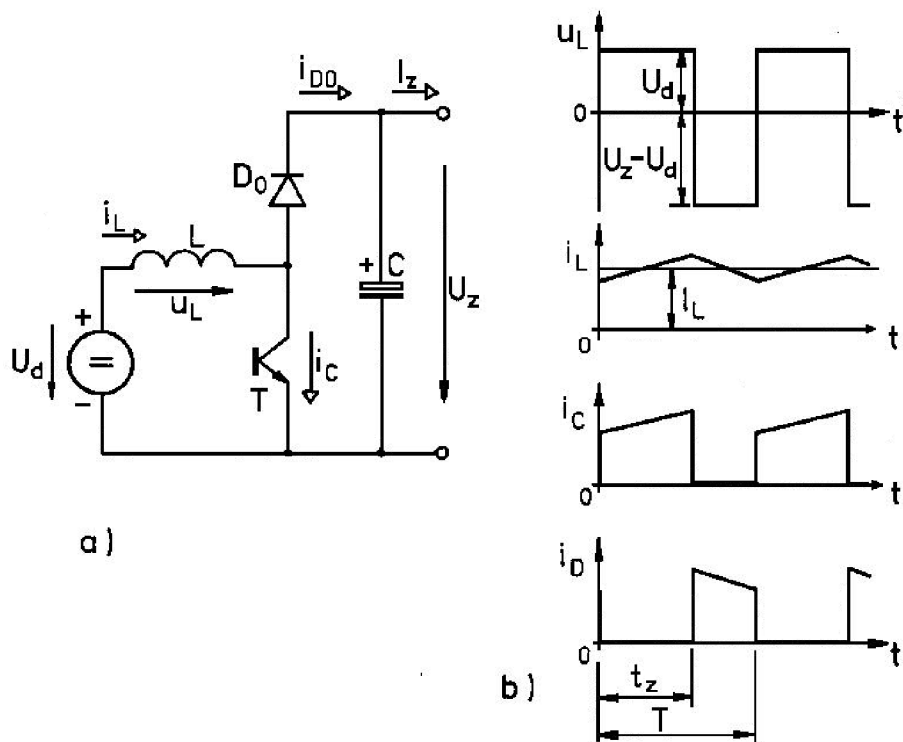 i_D0 I_z
D_0
i_L
L
+ C
u_L
U_z
+
U_d
=
-
T
i_C
a)
u_L
U_d
0
t
U_z-U_d
i_L
I_L
0
t
i_C
0
t
i_D
0
t
t_z
T
b)